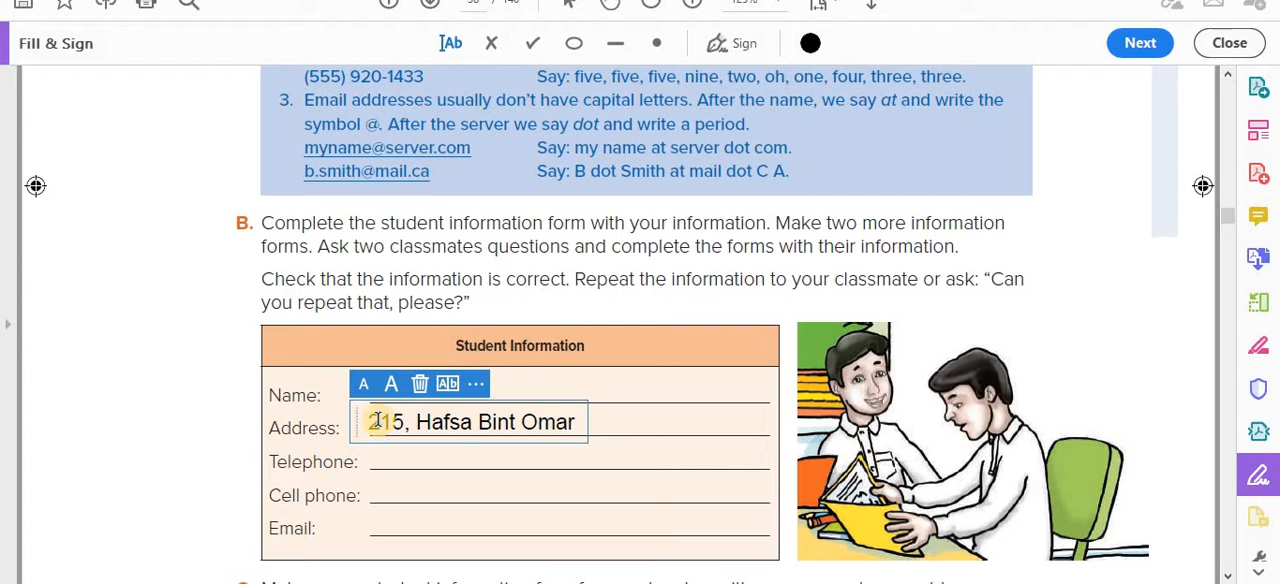 Fill & Sign
Ab
Sign
Next
Close
(555) 920-1433 Say: five, five, five, nine, two, oh, one, four, three, three.
3. Email addresses usually don't have capital letters. After the name, we say at and write the
symbol @. After the server we say dot and write a period.
myname@server.com Say: my name at server dot com.
b.smith@mail.ca Say: B dot Smith at mail dot C A.
B. Complete the student information form with your information. Make two more information
forms. Ask two classmates questions and complete the forms with their information.
Check that the information is correct. Repeat the information to your classmate or ask: “Can
you repeat that, please?”
Student Information
A A Ab ...
Name:
Address: 215, Hafsa Bint Omar
Telephone:
Cell phone:
Email: